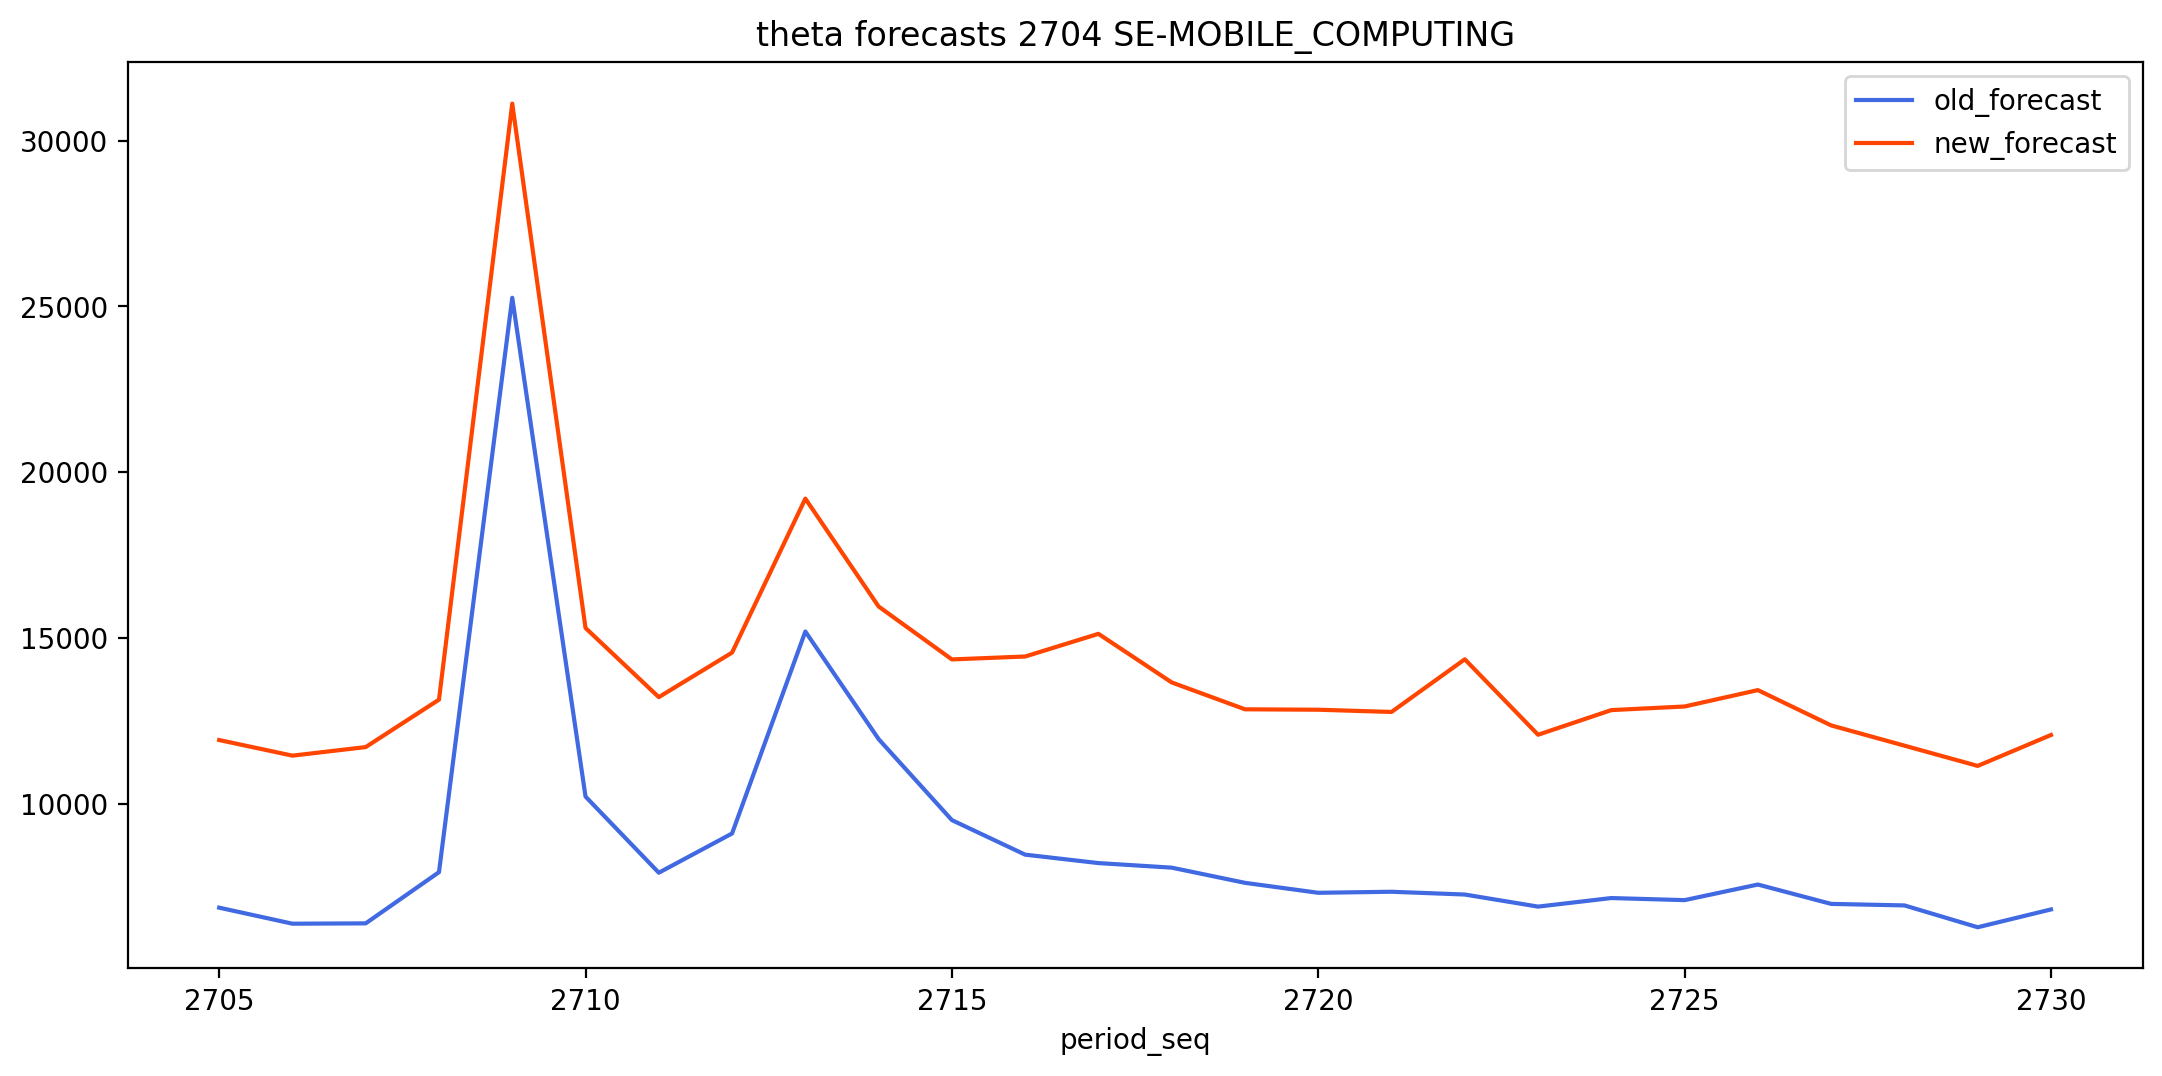 theta forecasts 2704 SE-MOBILE_COMPUTING
old_forecast
new_forecast
30000
25000
20000
15000
10000
2705 2710 2715 2720 2725 2730
period_seq